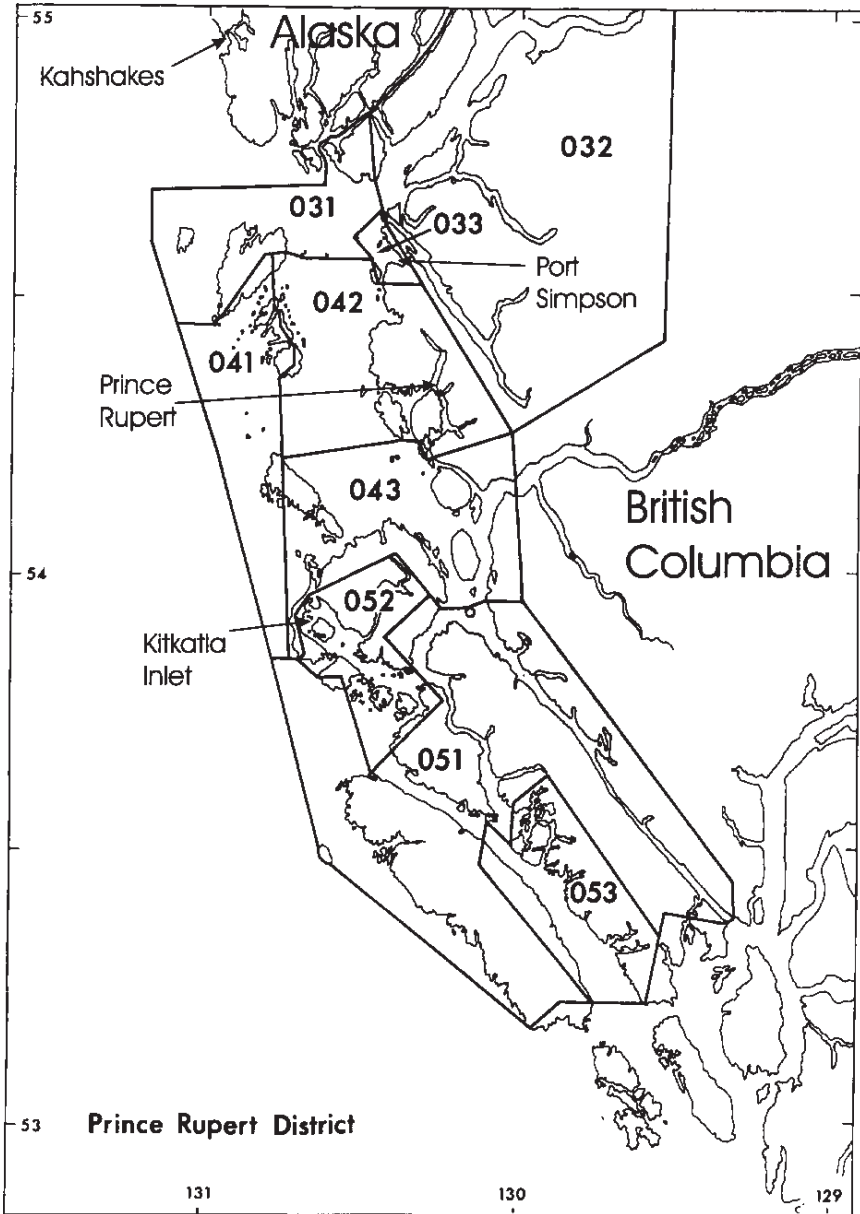 55
Alaska
Kahshakes
032
031
033
Port
Simpson
042
041
Prince
Rupert
043
British
Columbia
54
052
Kitkatla
Inlet
051
053
53
Prince Rupert District
131
130
129